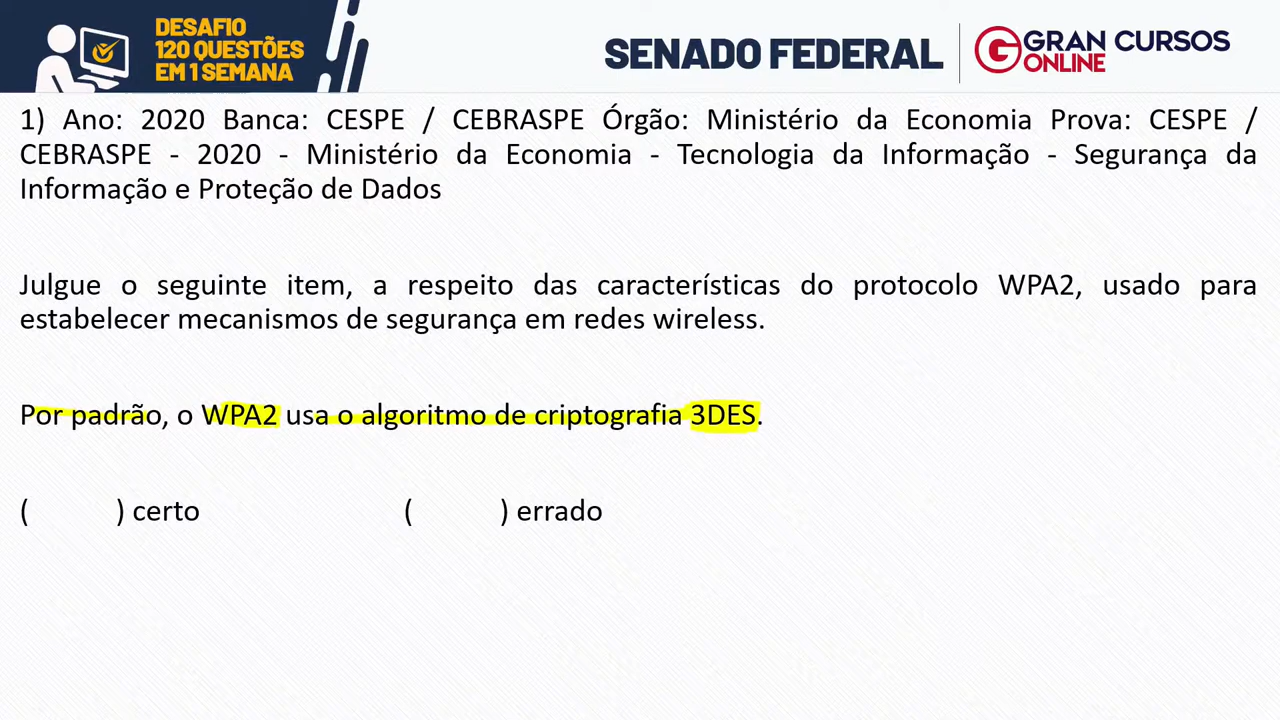 DESAFIO
120 QUESTÕES
EM 1 SEMANA
SENADO FEDERAL
G GRAN CURSOS
ONLINE
1) Ano: 2020 Banca: CESPE / CEBRASPE Órgão: Ministério da Economia Prova: CESPE /
CEBRASPE - 2020 - Ministério da Economia - Tecnologia da Informação - Segurança da
Informação e Proteção de Dados
Julgue o seguinte item, a respeito das características do protocolo WPA2, usado para
estabelecer mecanismos de segurança em redes wireless.
Por padrão, o WPA2 usa o algoritmo de criptografia 3DES.
( ) certo ( ) errado